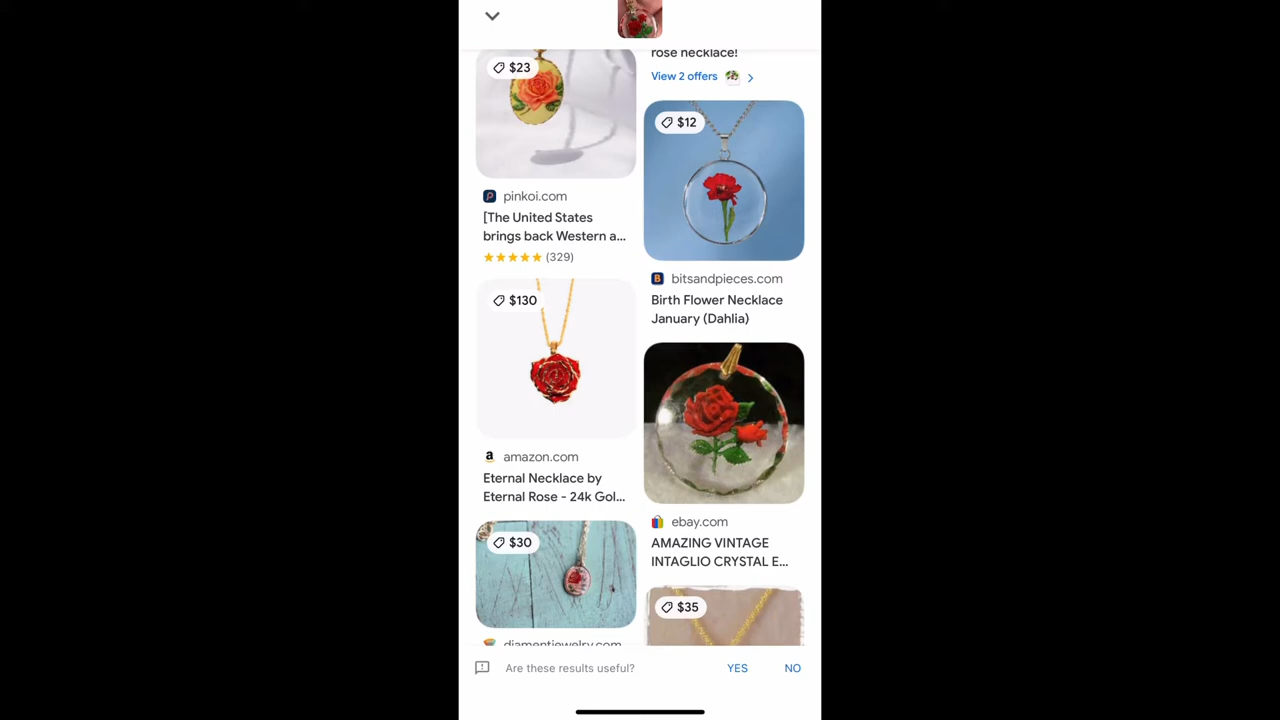 $23
pinkoi.com
[The United States
brings back Western a...
(329)
$130
amazon.com
Eternal Necklace by
Eternal Rose - 24k Gol...
$30
diamentjewelry.com
rose necklace!
View 2 offers
$12
bitsandpieces.com
Birth Flower Necklace
January (Dahlia)
ebay.com
AMAZING VINTAGE
INTAGLIO CRYSTAL E...
$35
Are these results useful?
YES
NO